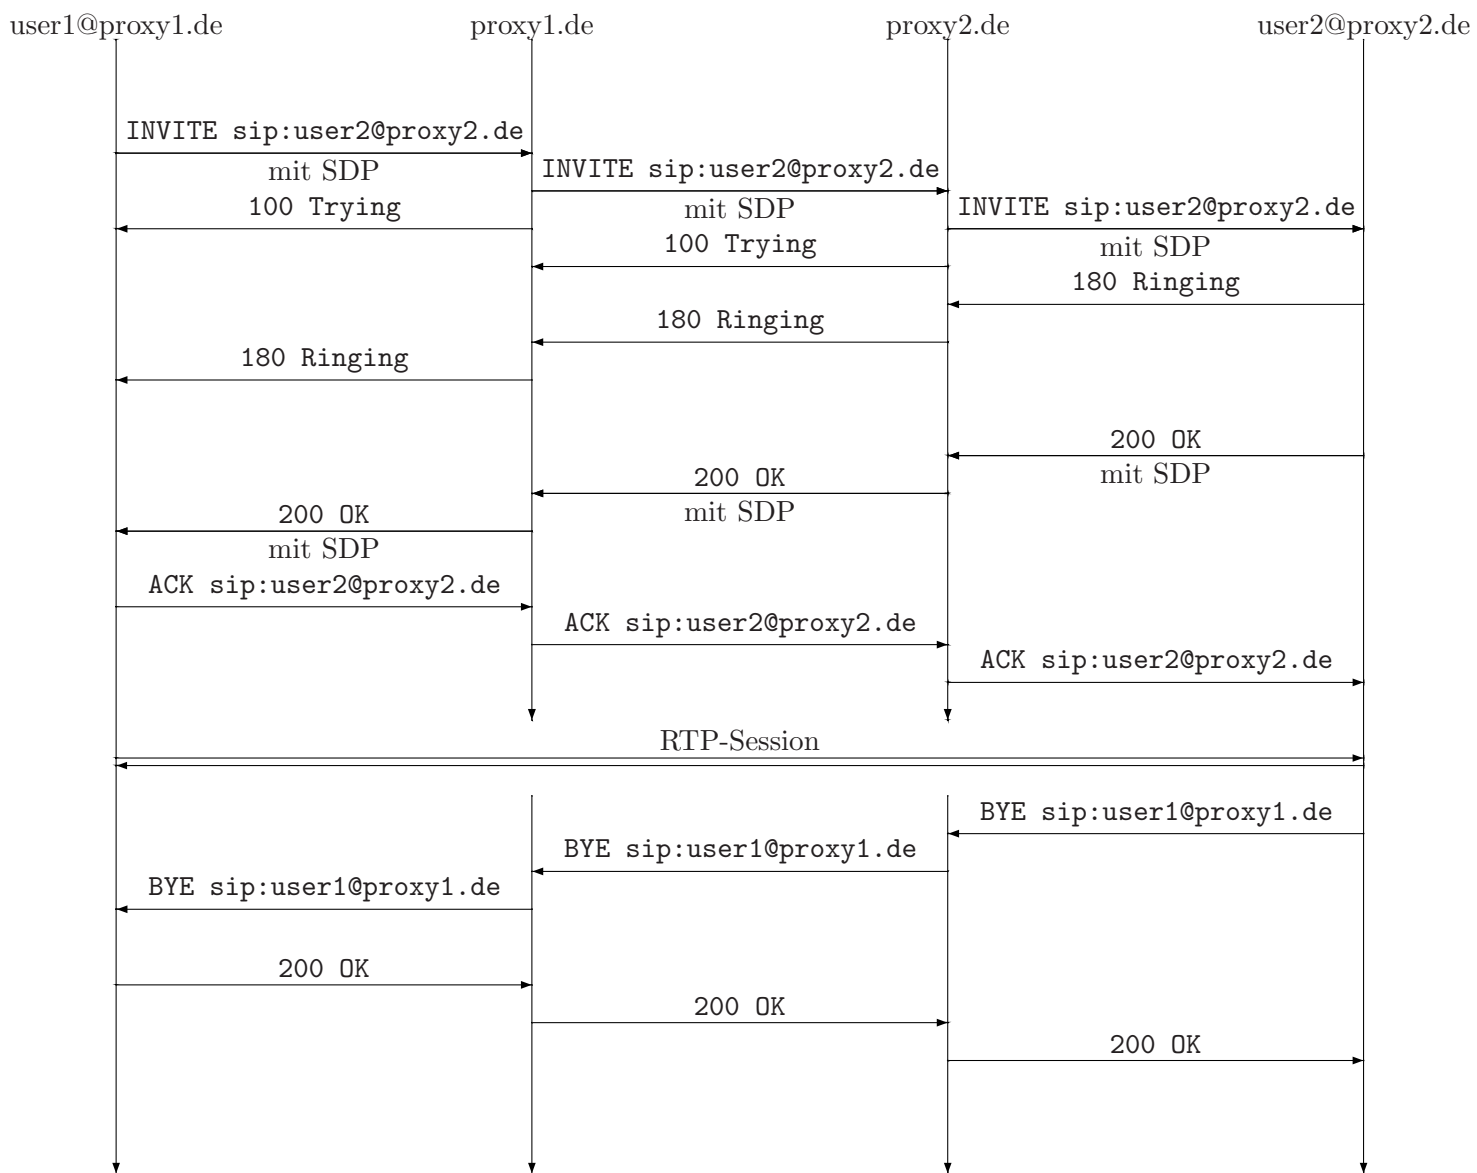 user1@proxy1.de proxy1.de proxy2.de user2@proxy2.de
INVITE sip:user2@proxy2.de
mit SDP
INVITE sip:user2@proxy2.de
100 Trying
mit SDP
INVITE sip:user2@proxy2.de
100 Trying
mit SDP
180 Ringing
180 Ringing
180 Ringing
200 OK
mit SDP
200 OK
mit SDP
200 OK
mit SDP
ACK sip:user2@proxy2.de
ACK sip:user2@proxy2.de
ACK sip:user2@proxy2.de
RTP-Session
BYE sip:user1@proxy1.de
BYE sip:user1@proxy1.de
BYE sip:user1@proxy1.de
200 OK
200 OK
200 OK